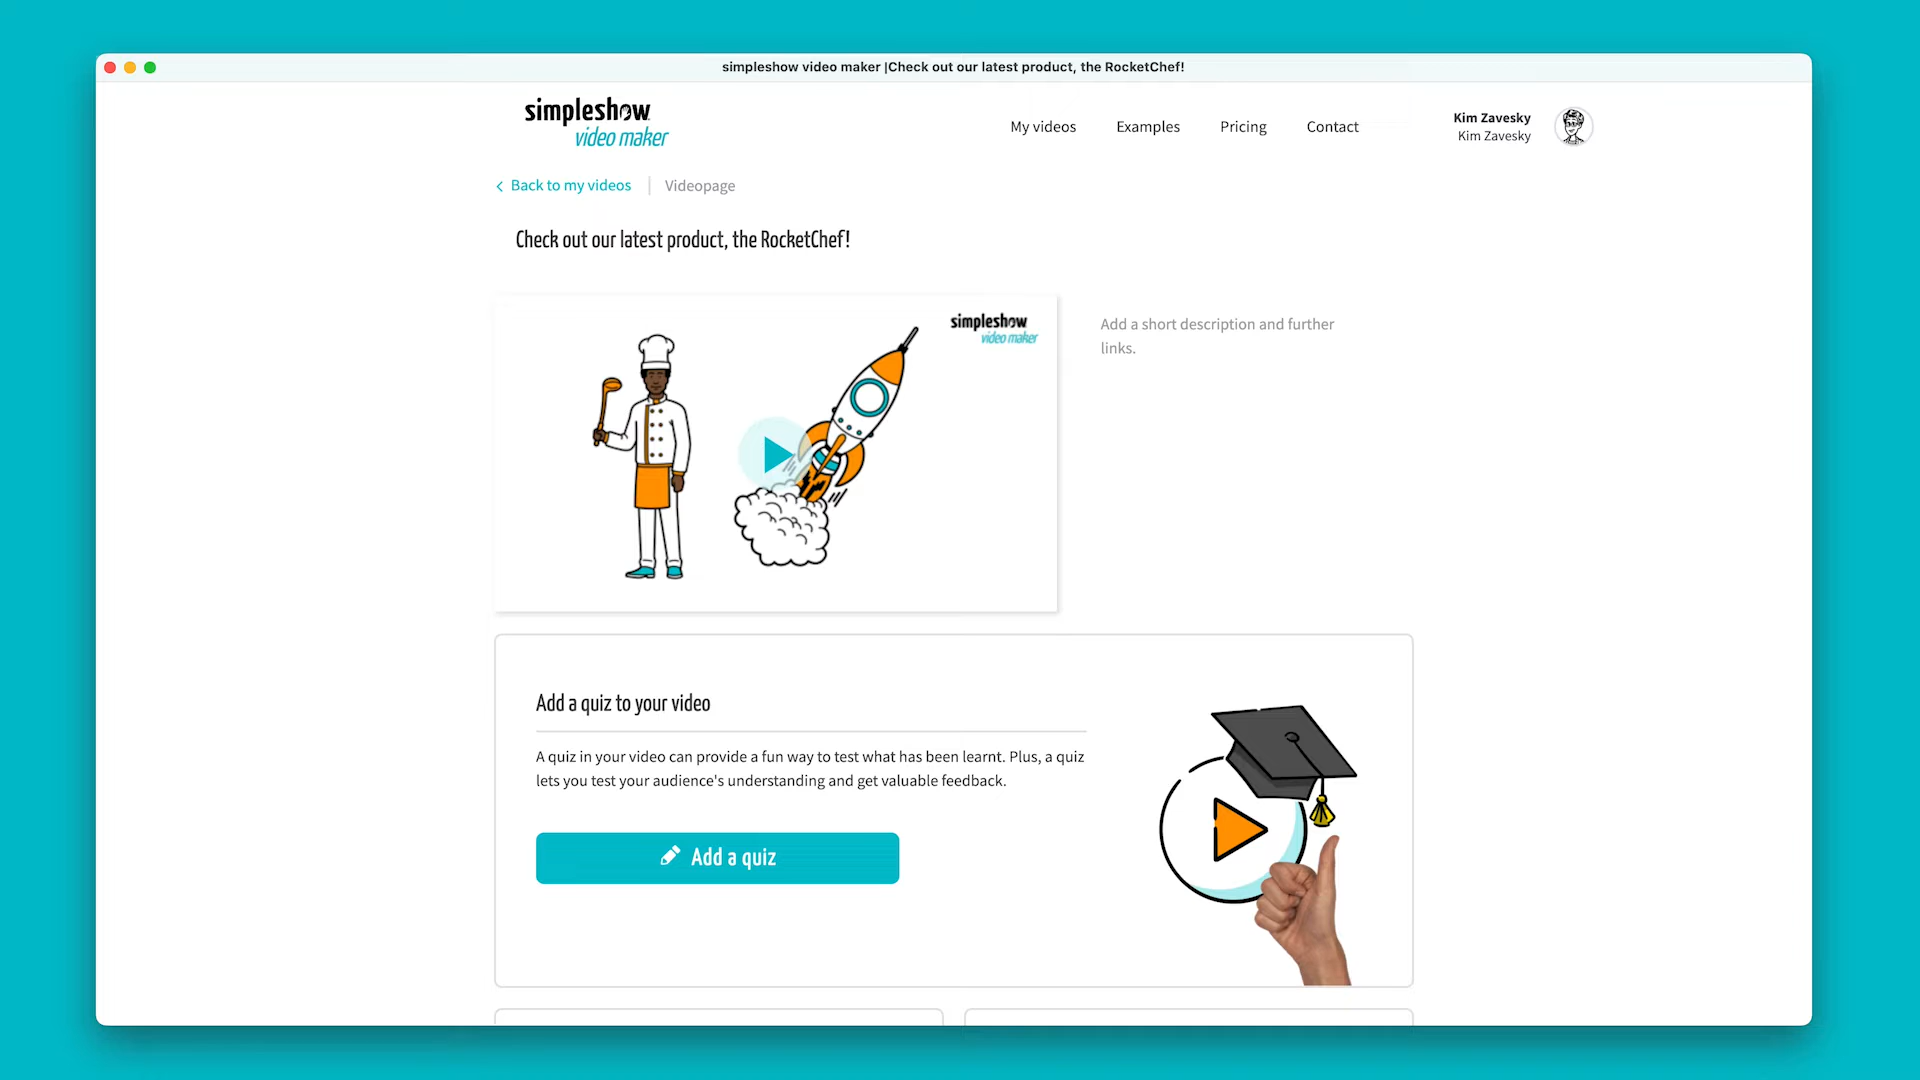 simpleshow video maker |Check out our latest product, the RocketChef!
simpleshow
video maker
My videos
Examples
Pricing
Contact
Kim Zavesky
Kim Zavesky
Back to my videos
Videopage
Check out our latest product, the RocketChef!
simpleshow
video maker
Add a short description and further
links.
Add a quiz to your video
A quiz in your video can provide a fun way to test what has been learnt. Plus, a quiz
lets you test your audience's understanding and get valuable feedback.
Add a quiz